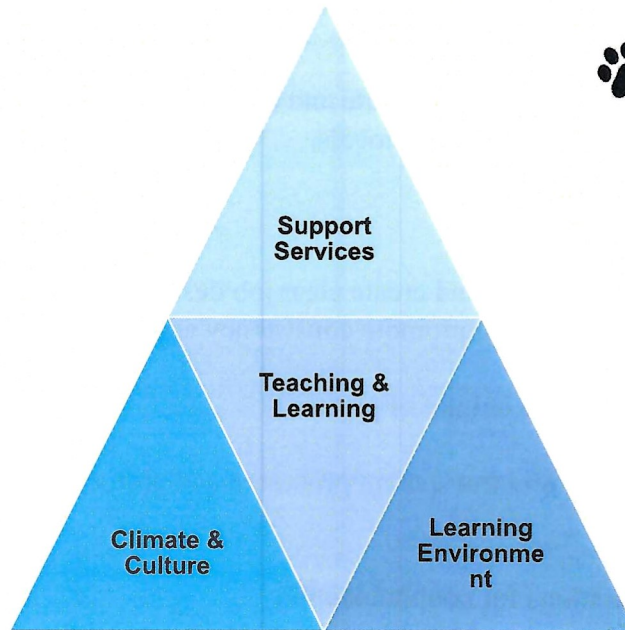 Support
Services
Teaching &
Learning
Climate &
Culture
Learning
Environme
nt